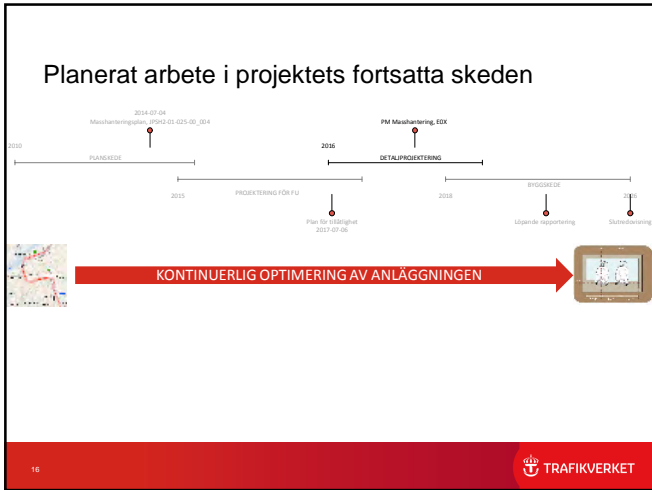 Planerat arbete i projektets fortsatta skeden
2014-07-04
Masshanteringsplan, JPSH2-01-025-00_004
PM Masshantering, E0X
2010
2016
PLANSKEDE
DETALJPROJEKTERING
BYGGSKEDE
2015
PROJEKTERING FÖR FU
2018
Plan för tillåtlighet
2017-07-06
Löpande rapportering
Slutredovisning
KONTINUERLIG OPTIMERING AV ANLÄGGNINGEN
16
TRAFIKVERKET